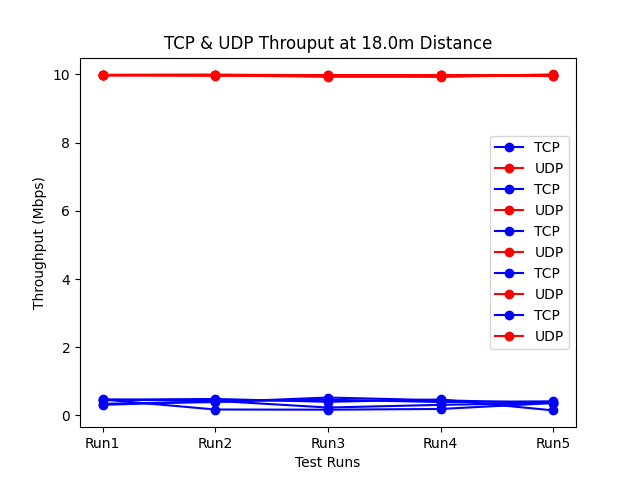 TCP & UDP Throuput at 18.0m Distance
10
8
6
4
2
0
Throughput (Mbps)
TCP
UDP
TCP
UDP
TCP
UDP
TCP
UDP
TCP
UDP
Run1 Run2 Run3 Run4 Run5
Test Runs